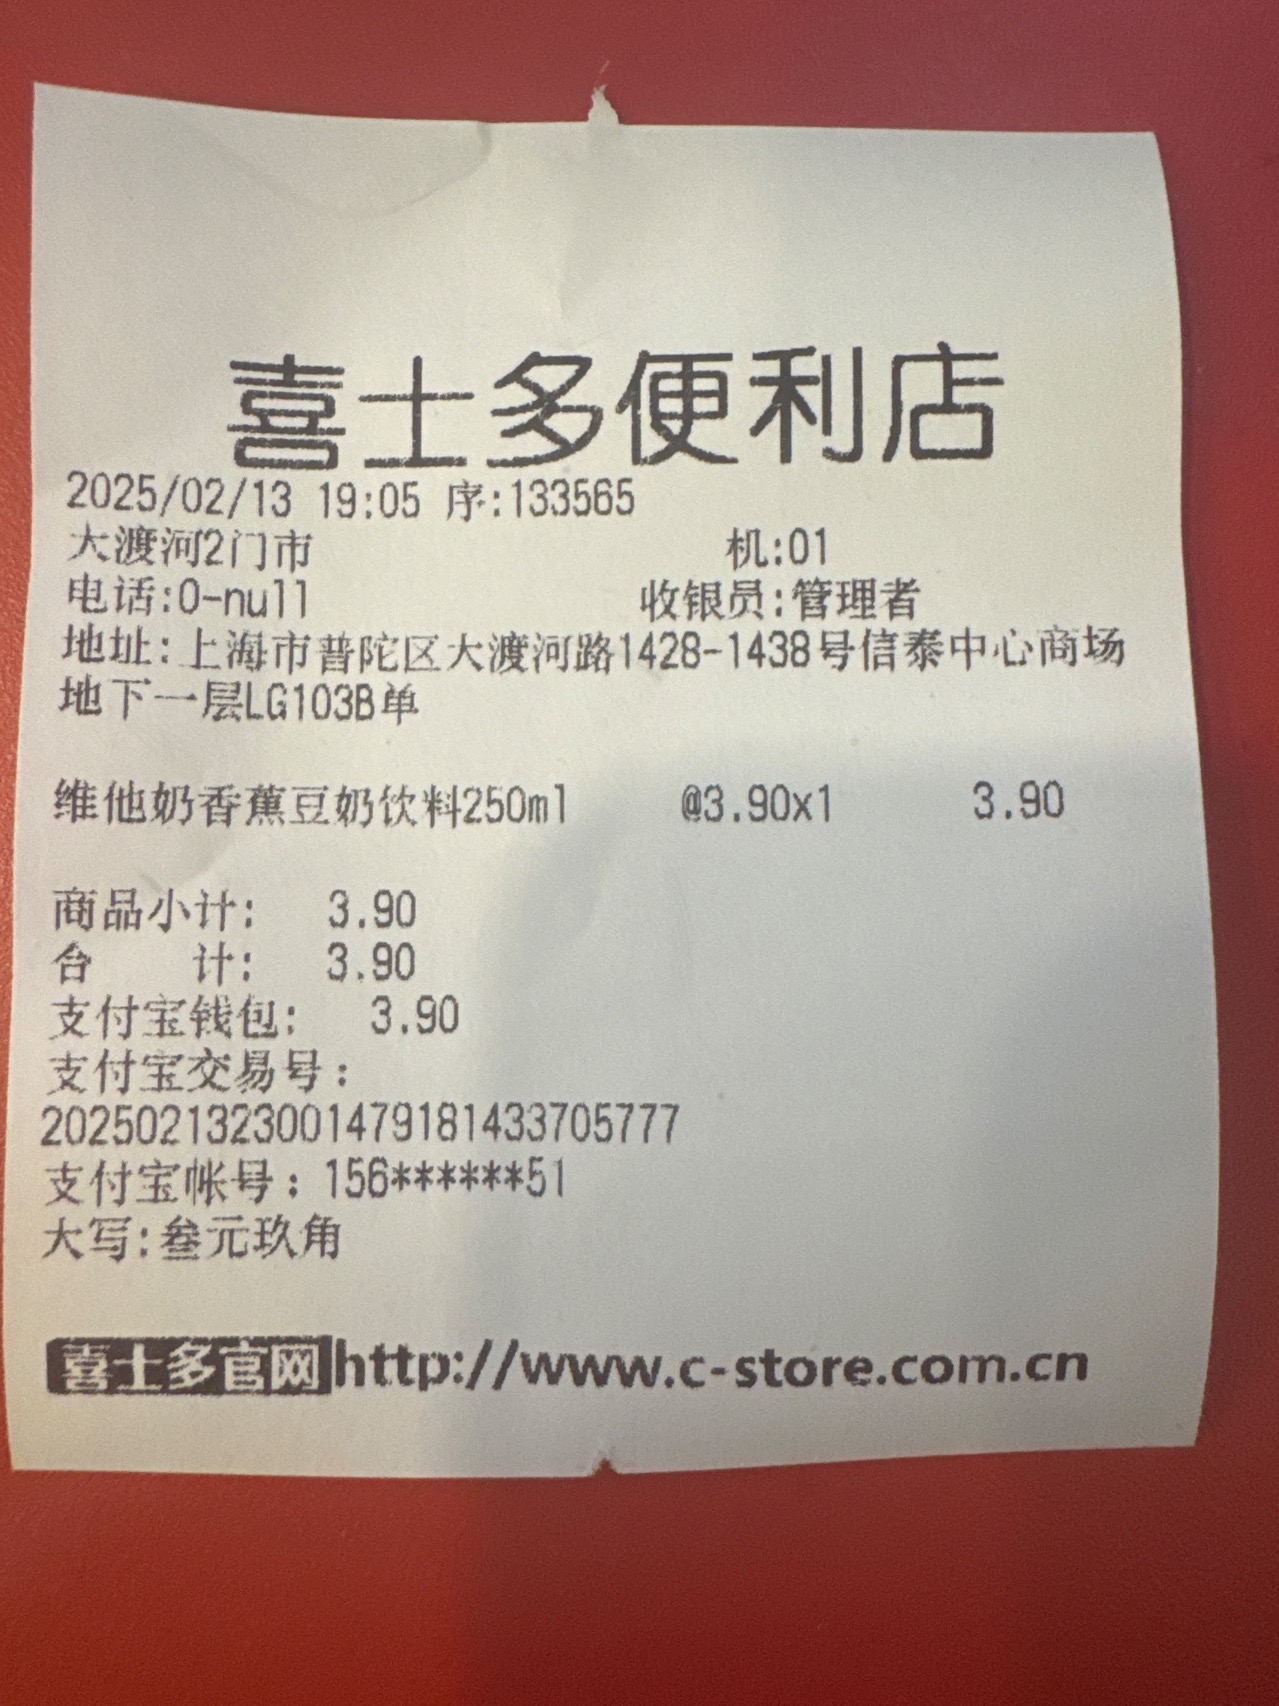 喜士多便利店
2025/02/13 19:05 序:133565
大渡河2门市 机:01
电话:0-null 收银员:管理者
地址:上海市普陀区大渡河路1428-1438号信泰中心商场
地下一层LG103B单
维他奶香蕉豆奶饮料250ml @3.90x1 3.90
商品小计: 3.90
合 计: 3.90
支付宝钱包: 3.90
支付宝交易号:
2025021323001479181433705777
支付宝帐号:156******51
大写:叁元玖角
喜士多官网http://www.c-store.com.cn